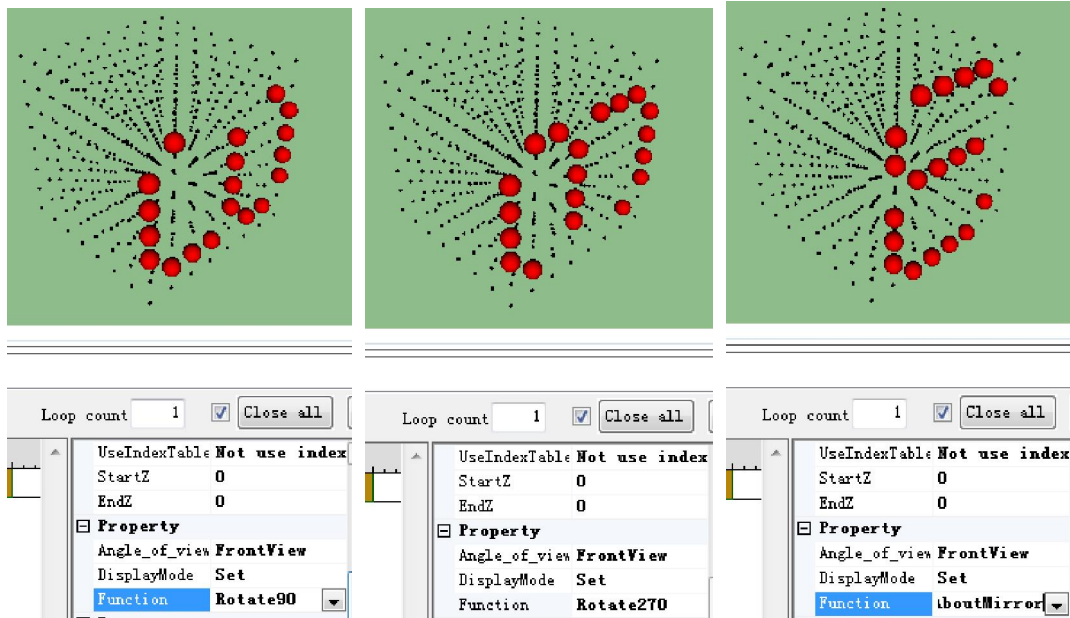 Loop count 1 Close all
UseIndexTable Not use index
StartZ 0
EndZ 0
Property
Angle_of_view FrontView
DisplayMode Set
Function Rotate90
Loop count 1 Close all
UseIndexTable Not use index
StartZ 0
EndZ 0
Property
Angle_of_view FrontView
DisplayMode Set
Function Rotate270
Loop count 1 Close all
UseIndexTable Not use index
StartZ 0
EndZ 0
Property
Angle_of_view FrontView
DisplayMode Set
Function boutMirror